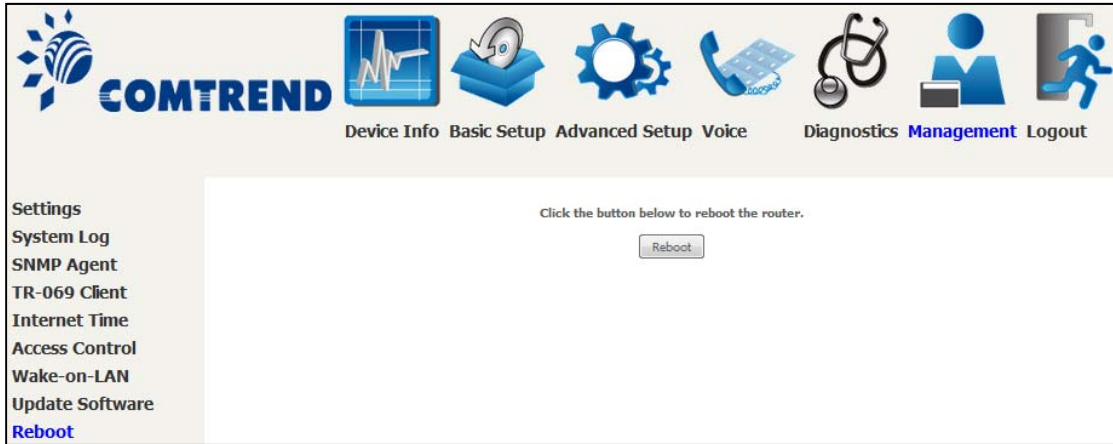 COMTREND
Device Info Basic Setup Advanced Setup Voice Diagnostics Management Logout
Settings
System Log
SNMP Agent
TR-069 Client
Internet Time
Access Control
Wake-on-LAN
Update Software
Reboot
Click the button below to reboot the router.
Reboot